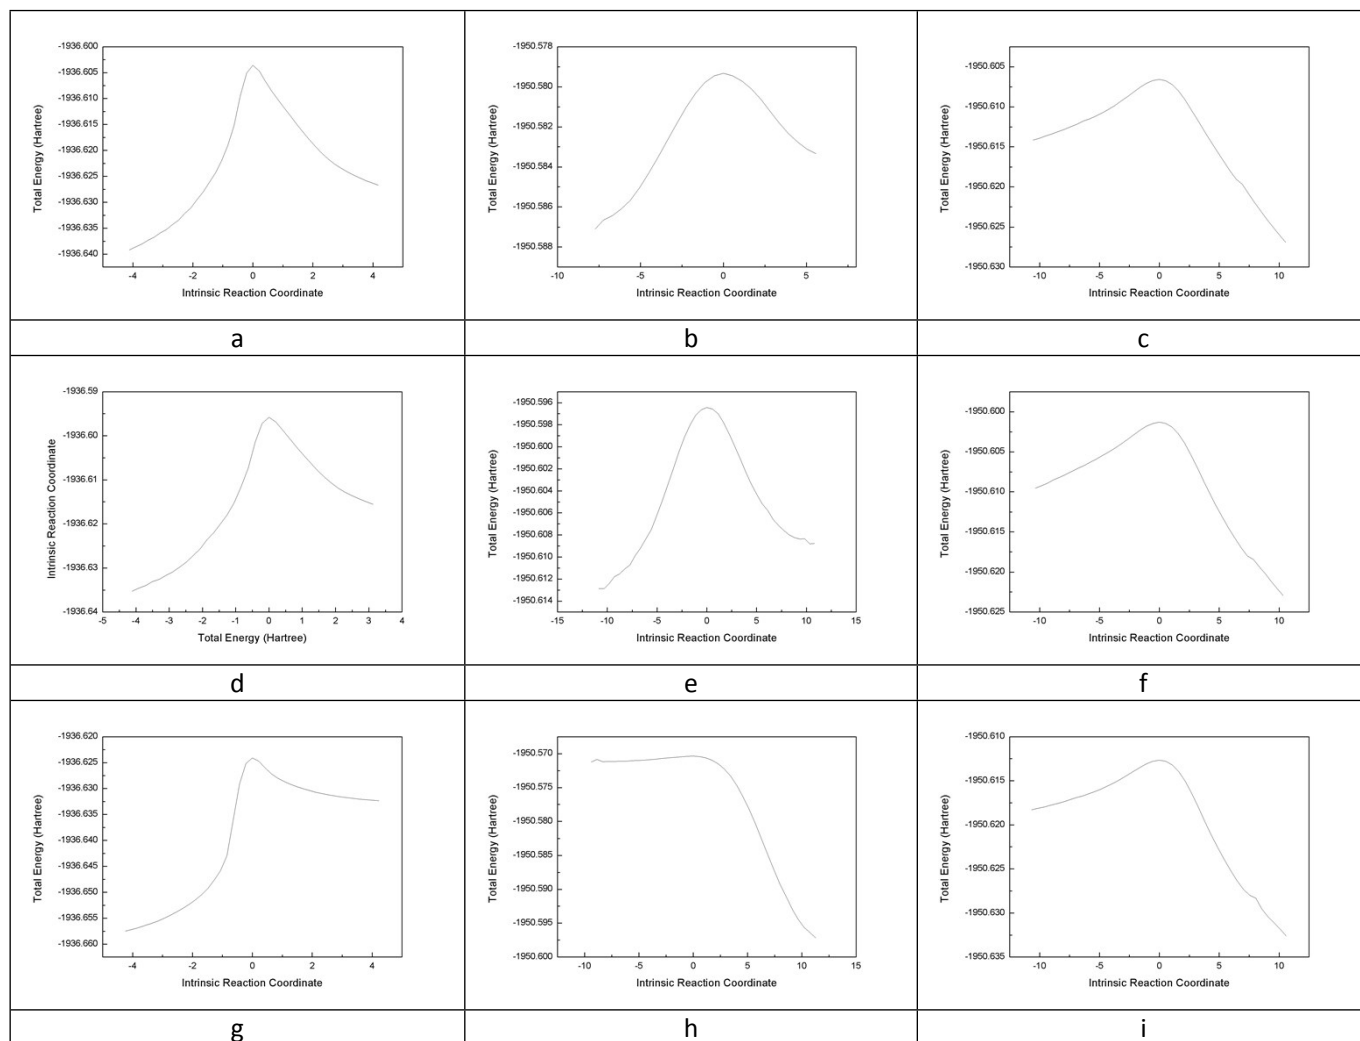 -1936.600
-1936.605
-1936.610
-1936.615
-1936.620
-1936.625
-1936.630
-1936.635
-1936.640
Total Energy (Hartree)
-4 -2 0 2 4
Intrinsic Reaction Coordinate
-1950.578
-1950.580
-1950.582
-1950.584
-1950.586
-1950.588
Total Energy (Hartree)
-10 -5 0 5
Intrinsic Reaction Coordinate
-1950.605
-1950.610
-1950.615
-1950.620
-1950.625
-1950.630
Total Energy (Hartree)
-10 -5 0 5 10
Intrinsic Reaction Coordinate
a b c
-1936.59
-1936.60
-1936.61
-1936.62
-1936.63
-1936.64
Intrinsic Reaction Coordinate
-5 -4 -3 -2 -1 0 1 2 3 4
Total Energy (Hartree)
-1950.596
-1950.598
-1950.600
-1950.602
-1950.604
-1950.606
-1950.608
-1950.610
-1950.612
-1950.614
Total Energy (Hartree)
-15 -10 -5 0 5 10 15
Intrinsic Reaction Coordinate
-1950.600
-1950.605
-1950.610
-1950.615
-1950.620
-1950.625
Total Energy (Hartree)
-10 -5 0 5 10
Intrinsic Reaction Coordinate
d e f
-1936.620
-1936.625
-1936.630
-1936.635
-1936.640
-1936.645
-1936.650
-1936.655
-1936.660
Total Energy (Hartree)
-4 -2 0 2 4
Intrinsic Reaction Coordinate
-1950.570
-1950.575
-1950.580
-1950.585
-1950.590
-1950.595
-1950.600
Total Energy (Hartree)
-10 -5 0 5 10 15
Intrinsic Reaction Coordinate
-1950.610
-1950.615
-1950.620
-1950.625
-1950.630
-1950.635
Total Energy (Hartree)
-10 -5 0 5 10
Intrinsic Reaction Coordinate
g h i